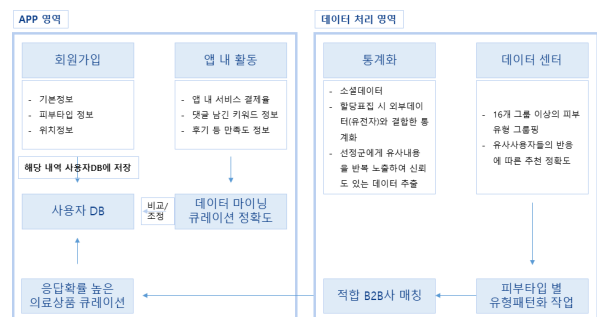 APP 영역
회원가입
- 기본정보
- 피부타입 정보
- 위치정보
해당 내역 사용자DB에 저장
사용자 DB
응답확률 높은
의료상품 큐레이션
앱 내 활동
- 앱 내 서비스 결제율
- 댓글 남긴 키워드 정보
- 후기 등 만족도 정보
비교/
조정
데이터 마이닝
큐레이션 정확도
데이터 처리 영역
통계화
- 소셜데이터
- 할당표집 시 외부데이
터(유전자)와 결합한 통
계화
- 선정군에게 유사내용
을 반복 노출하여 신뢰
도 있는 데이터 추출
적합 B2B사 매칭
데이터 센터
- 16개 그룹 이상의 피부
유형 그룹핑
- 유사사용자들의 반응
에 따른 추천 정확도
피부타입 별
유형패턴화 작업